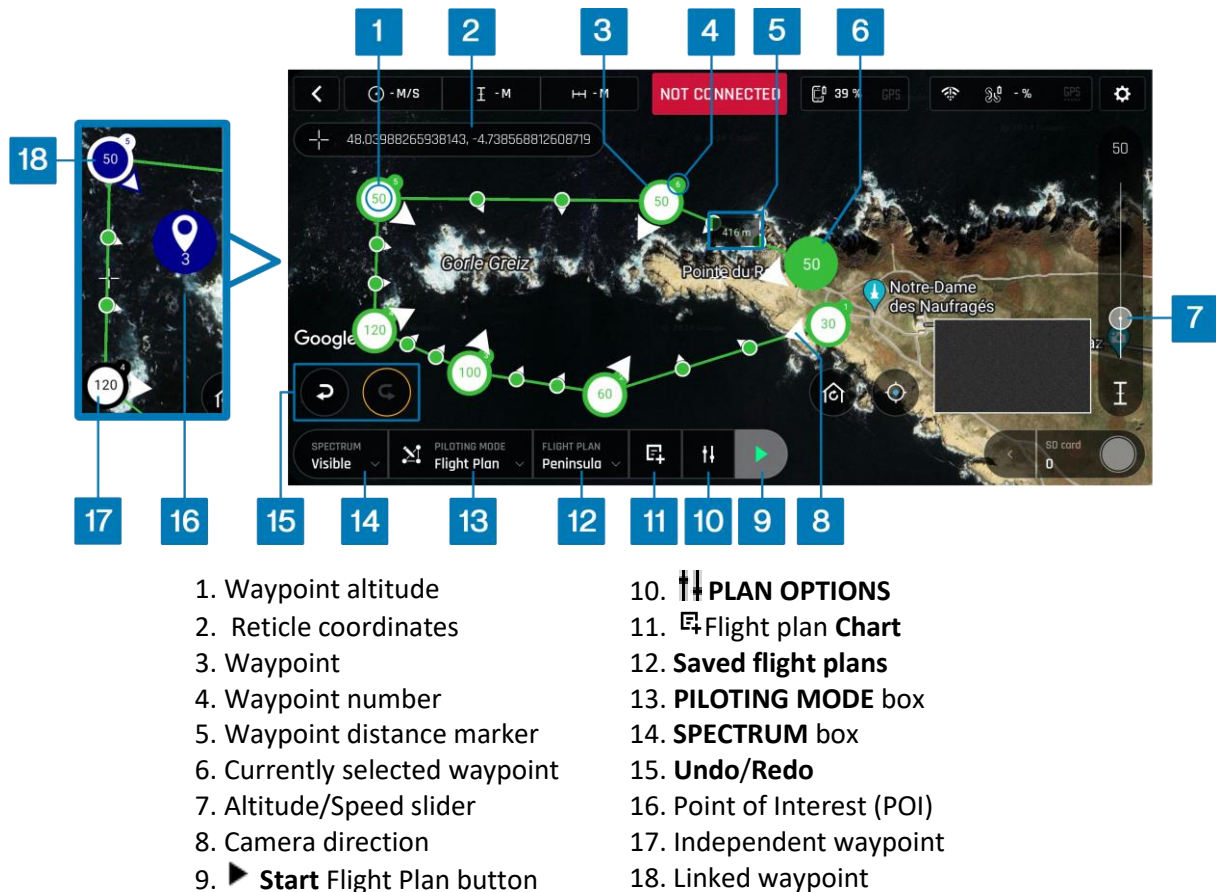 1
2
3
4
5
6
-M/S
-M
-M
NOT CONNECTED
39 %
GPS
- %
GPS
48.03988265938143, -4.738568812608719
50
18
50
5
3
120
4
50
5
50
6
416 m
50
Gorle Greiz
Pointe du R
Notre-Dame
des Naufragés
7
Google
120
100
60
30
1
SPECTRUM
Visible
PILOTING MODE
Flight Plan
FLIGHT PLAN
Peninsula
SD card
0
17
16
15
14
13
12
11
10
9
8
1. Waypoint altitude
2. Reticle coordinates
3. Waypoint
4. Waypoint number
5. Waypoint distance marker
6. Currently selected waypoint
7. Altitude/Speed slider
8. Camera direction
9. Start Flight Plan button
10. PLAN OPTIONS
11. Flight plan Chart
12. Saved flight plans
13. PILOTING MODE box
14. SPECTRUM box
15. Undo/Redo
16. Point of Interest (POI)
17. Independent waypoint
18. Linked waypoint